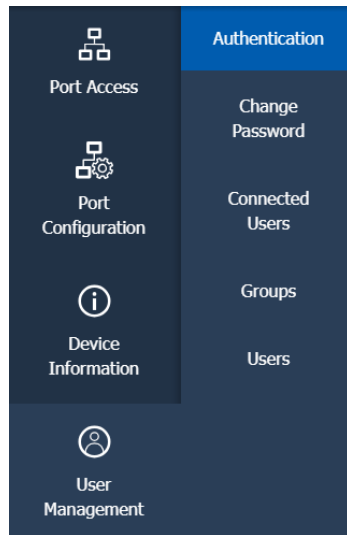 Port Access
Port
Configuration
Device
Information
User
Management
Authentication
Change
Password
Connected
Users
Groups
Users